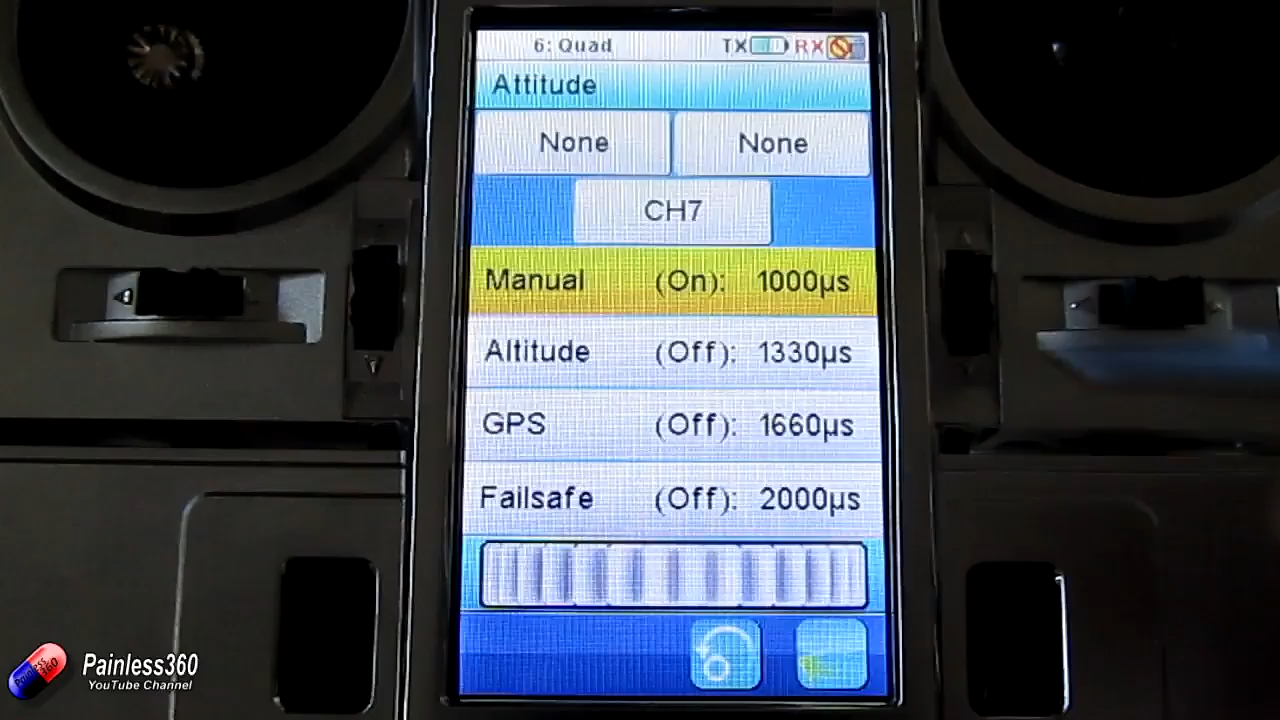 6: Quad TX RX
Attitude
None None
CH7
Manual (On): 1000µs
Altitude (Off): 1330µs
GPS (Off): 1660µs
Failsafe (Off): 2000µs
Painless360
Painless360
YouTube Channel